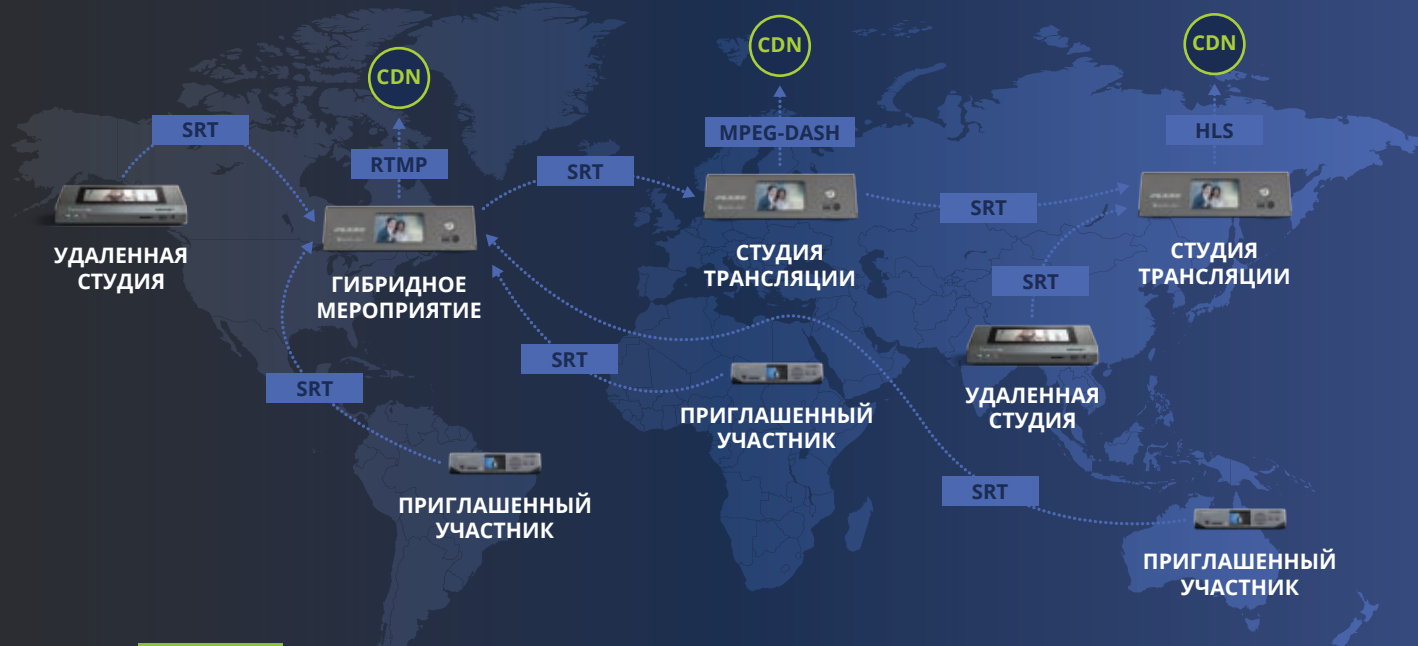 CDN
CDN
CDN
SRT
MPEG-DASH
HLS
RTMP
SRT
SRT
УДАЛЕННАЯ
СТУДИЯ
ГИБРИДНОЕ
МЕРОПРИЯТИЕ
СТУДИЯ
ТРАНСЛЯЦИИ
СТУДИЯ
ТРАНСЛЯЦИИ
SRT
SRT
SRT
УДАЛЕННАЯ
СТУДИЯ
ПРИГЛАШЕННЫЙ
УЧАСТНИК
ПРИГЛАШЕННЫЙ
УЧАСТНИК
SRT
ПРИГЛАШЕННЫЙ
УЧАСТНИК